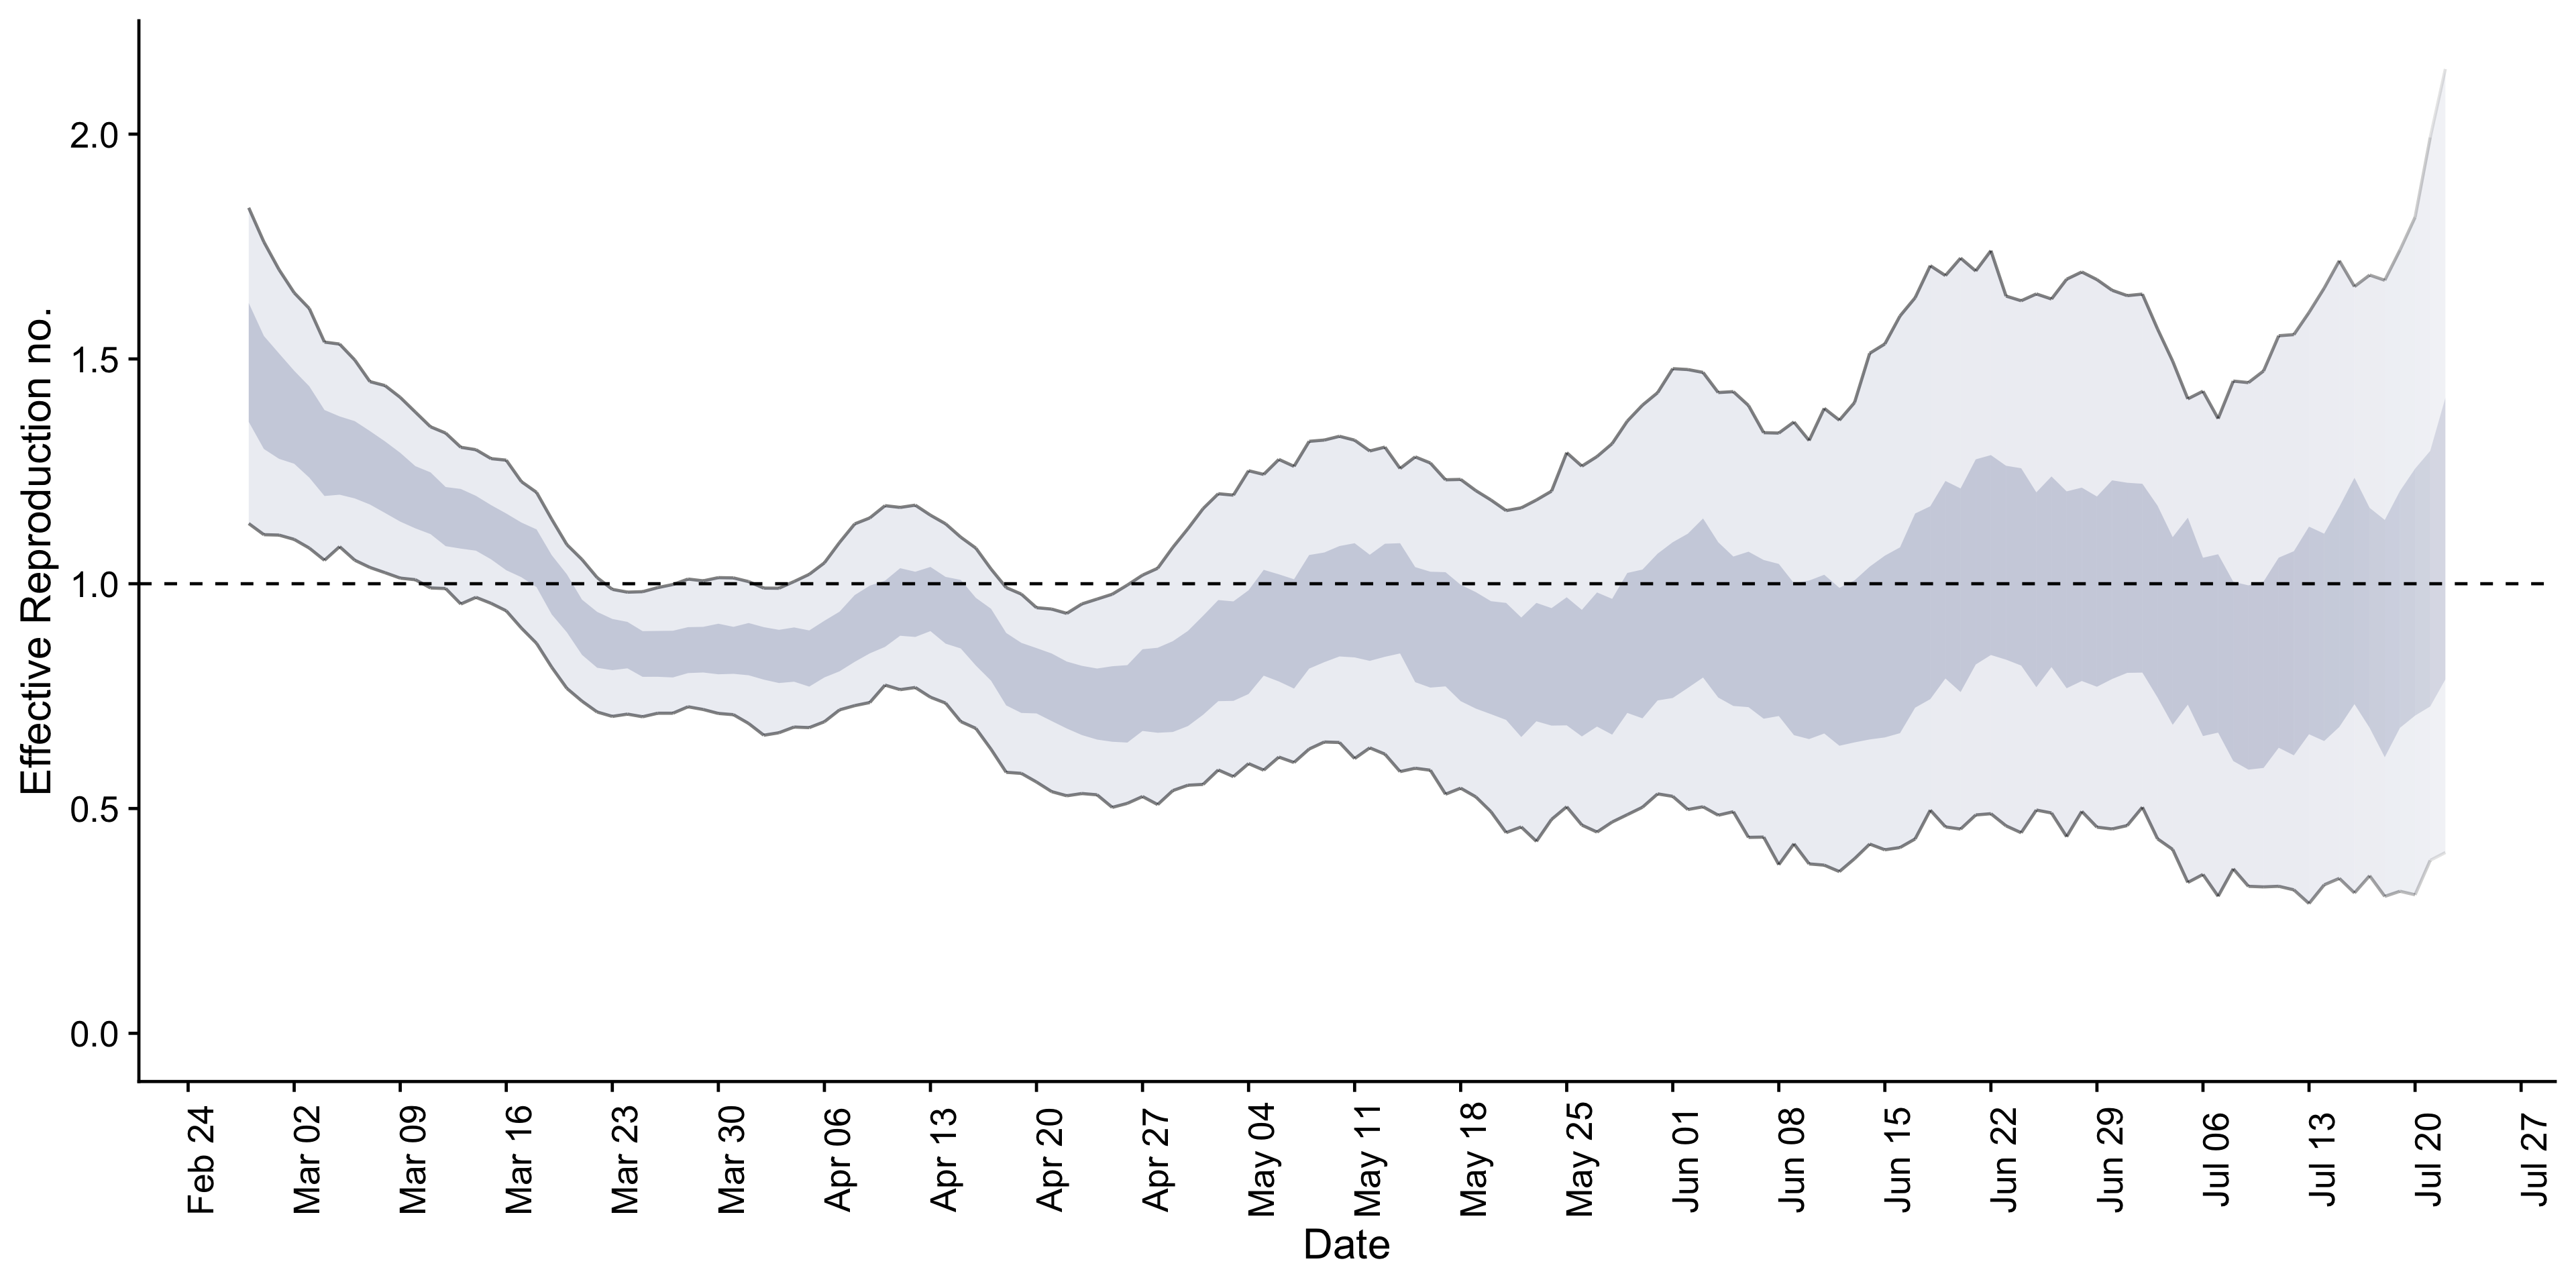 Effective Reproduction no.
2.0
1.5
1.0
0.5
0.0
Feb 24
Mar 02
Mar 09
Mar 16
Mar 23
Mar 30
Apr 06
Apr 13
Apr 20
Apr 27
May 04
May 11
May 18
May 25
Jun 01
Jun 08
Jun 15
Jun 22
Jun 29
Jul 06
Jul 13
Jul 20
Jul 27
Date